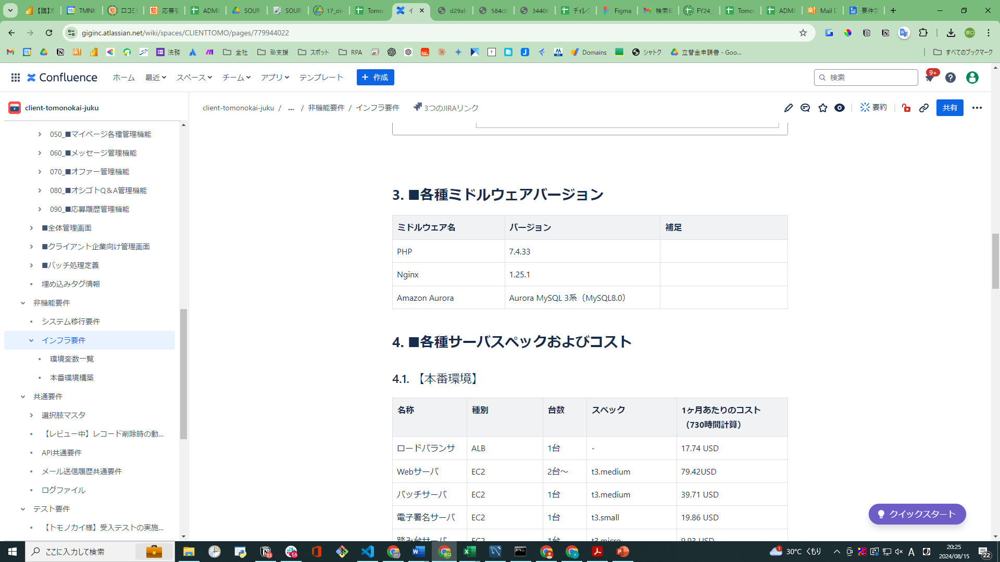 【講】オ
TMNK
口コミサ
応募管
ADMI
SOUR
SOUR
17_oiv
Tomo
イ
d29ab
584c0
34406
ディレク
Figma
検索結
FY24_
Tomo
ADMI
Mail D
要件定
giginc.atlassian.net/wiki/spaces/CLIENTTOMO/pages/779944022
法務
全社
塾支援
スポット
RPA
Domains
シャトク
立替金申請書 - Goo...
すべてのブックマーク
Confluence
ホーム
最近
スペース
チーム
アプリ
テンプレート
+ 作成
検索
9+
client-tomonokai-juku
client-tomonokai-juku / ... / 非機能要件 / インフラ要件
3つのJIRAリンク
要約
共有
050_■マイページ各種管理機能
060_■メッセージ管理機能
070_■オファー管理機能
080_■オシゴトQ&A管理機能
090_■応募履歴管理機能
■全体管理画面
■クライアント企業向け管理画面
■バッチ処理定義
埋め込みタグ情報
非機能要件
システム移行要件
インフラ要件
環境変数一覧
本番環境構築
共通要件
選択肢マスタ
【レビュー中】レコード削除時の動...
API共通要件
メール送信履歴共通要件
ログファイル
テスト要件
【トモノカイ様】受入テストの実施...
3. ■各種ミドルウェアバージョン
ミドルウェア名 バージョン 補足
PHP 7.4.33
Nginx 1.25.1
Amazon Aurora Aurora MySQL 3系（MySQL8.0）
4. ■各種サーバスペックおよびコスト
4.1. 【本番環境】
名称 種別 台数 スペック 1ヶ月あたりのコスト
（730時間計算）
ロードバランサ ALB 1台 - 17.74 USD
Webサーバ EC2 2台～ t3.medium 79.42USD
バッチサーバ EC2 1台 t3.medium 39.71 USD
電子署名サーバ EC2 1台 t3.small 19.86 USD
踏み台サーバ EC2 1台 t3.micro 9.93 USD
クイックスタート
ここに入力して検索
11
16
1
30°C くもり
A
20:25
2024/08/15
22